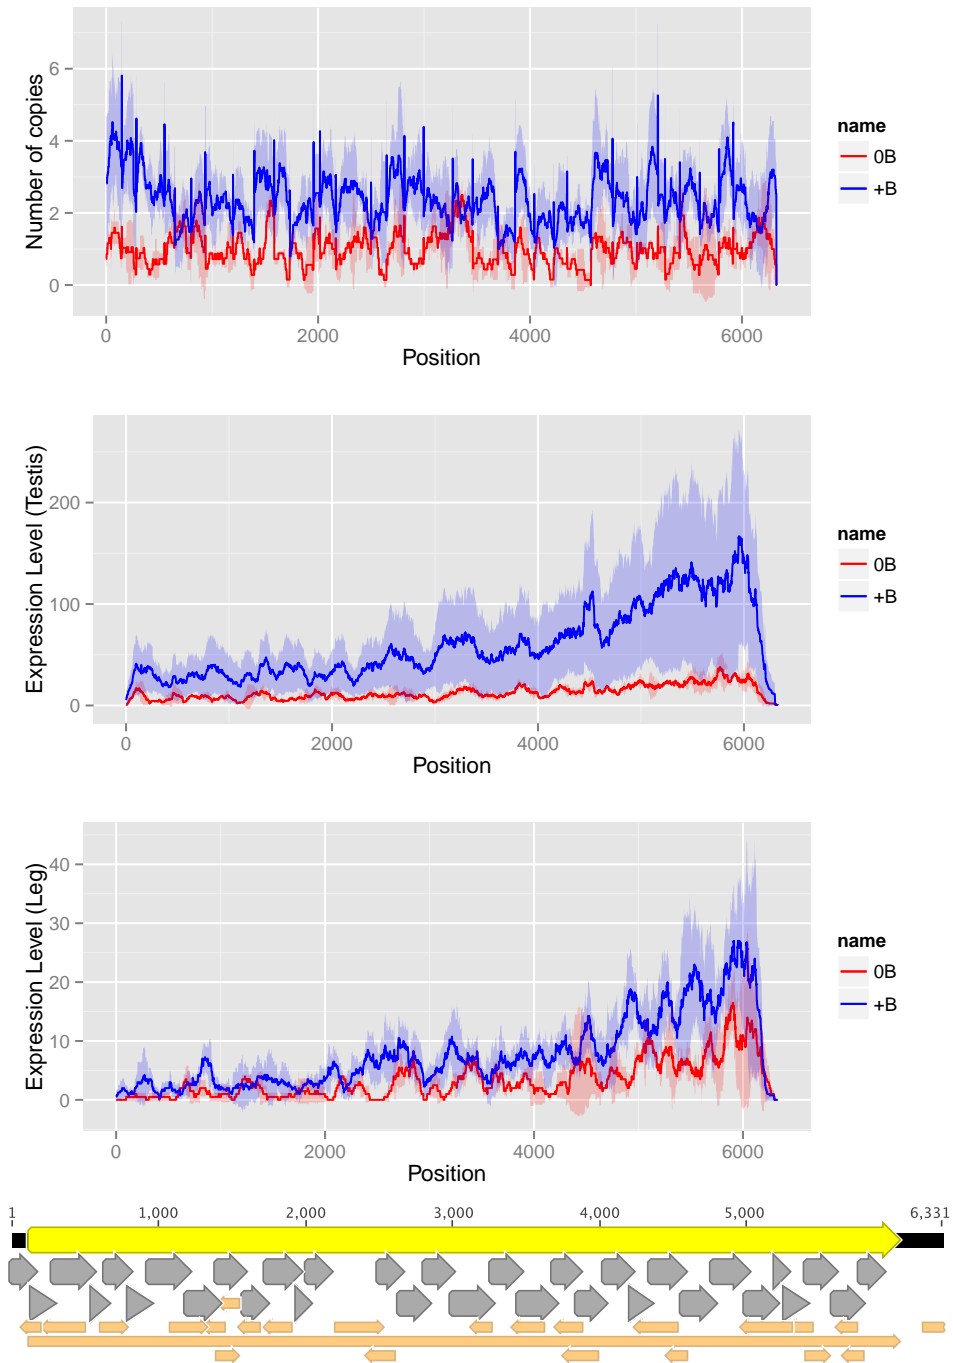 Number of copies
6
4
2
0
0 2000 4000 6000
Position
name
0B
+B
Expression Level (Testis)
200
100
0
0 2000 4000 6000
Position
name
0B
+B
Expression Level (Leg)
40
30
20
10
0
0 2000 4000 6000
Position
name
0B
+B
1 1,000 2,000 3,000 4,000 5,000 6,331